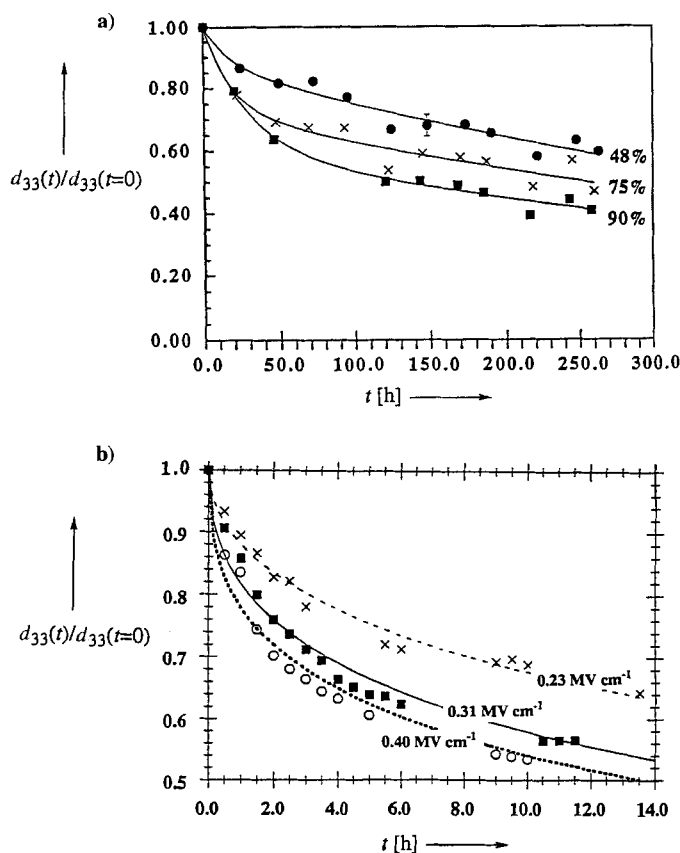 a)
1.00
0.80
0.60
0.40
0.20
0.00
d33(t)/d33(t=0)
48%
75%
90%
0.0 50.0 100.0 150.0 200.0 250.0 300.0
t [h]
b)
1.0
0.9
0.8
0.7
0.6
0.5
d33(t)/d33(t=0)
0.23 MV cm⁻¹
0.31 MV cm⁻¹
0.40 MV cm⁻¹
0.0 2.0 4.0 6.0 8.0 10.0 12.0 14.0
t [h]